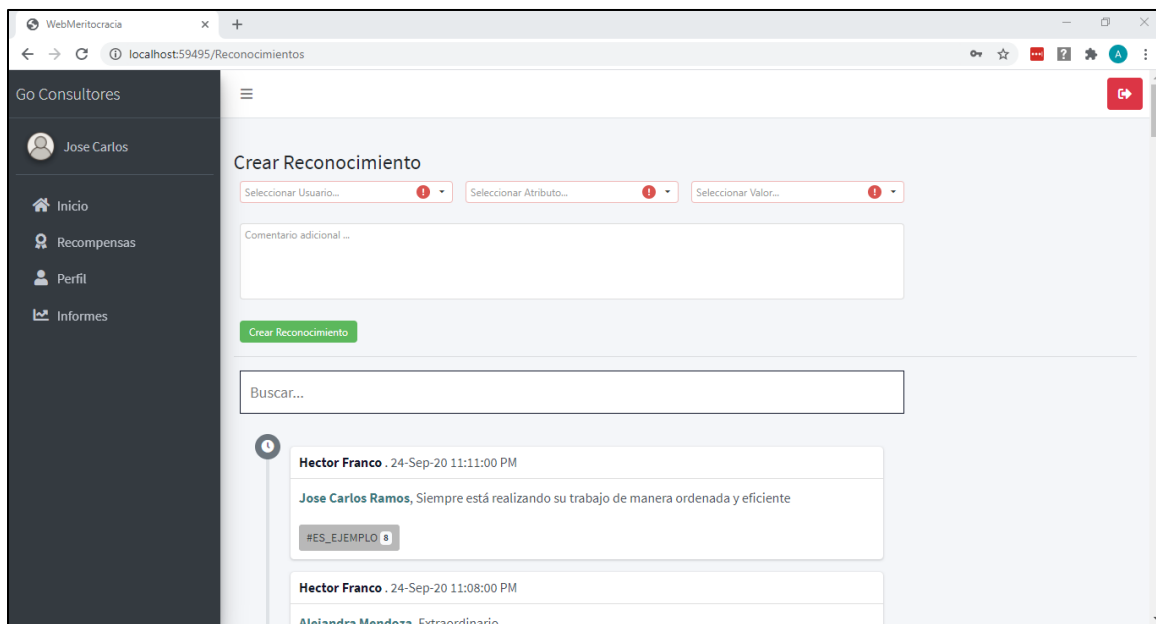 WebMeritocracia
localhost:59495/Reconocimientos
A
Go Consultores
Jose Carlos
Inicio
Recompensas
Perfil
Informes
Crear Reconocimiento
Seleccionar Usuario...
Seleccionar Atributo...
Seleccionar Valor...
Comentario adicional ...
Crear Reconocimiento
Buscar...
Hector Franco . 24-Sep-20 11:11:00 PM
Jose Carlos Ramos, Siempre está realizando su trabajo de manera ordenada y eficiente
#ES_EJEMPLO 8
Hector Franco . 24-Sep-20 11:08:00 PM
Alejandra Mendoza, Extraordinario